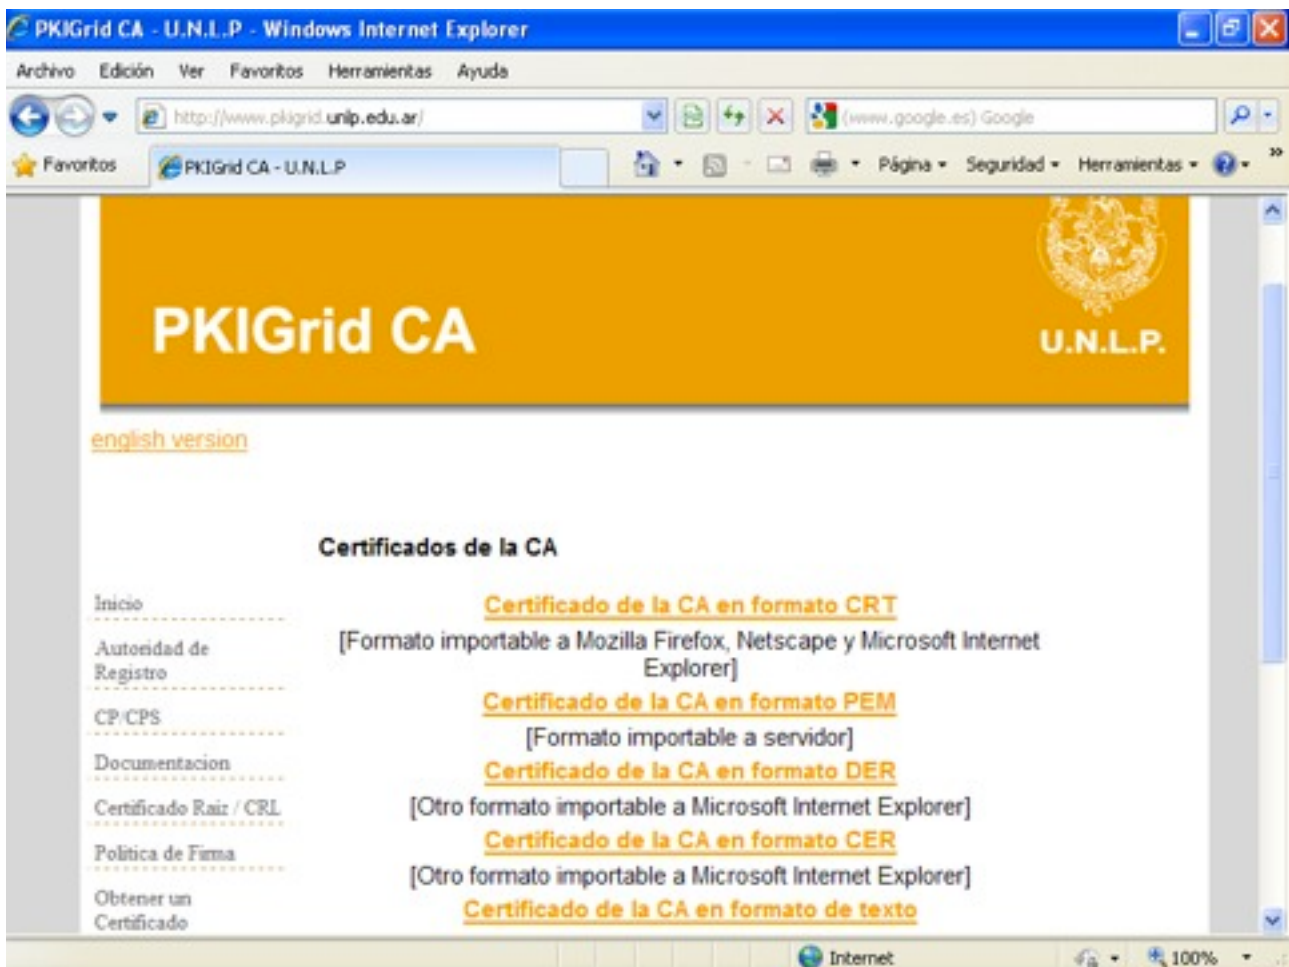 PKIGrid CA - U.N.L.P - Windows Internet Explorer
Archivo Edición Ver Favoritos Herramientas Ayuda
http://www.pkigrid.unlp.edu.ar/ (www.google.es) Google
Favoritos PKIGrid CA - U.N.L.P Página Seguridad Herramientas
PKIGrid CA
U.N.L.P.
english version
Certificados de la CA
Inicio
Autoridad de
Registro
CP/CPS
Documentacion
Certificado Raiz / CRL
Politica de Firma
Obtener un
Certificado
Certificado de la CA en formato CRT
[Formato importable a Mozilla Firefox, Netscape y Microsoft Internet
Explorer]
Certificado de la CA en formato PEM
[Formato importable a servidor]
Certificado de la CA en formato DER
[Otro formato importable a Microsoft Internet Explorer]
Certificado de la CA en formato CER
[Otro formato importable a Microsoft Internet Explorer]
Certificado de la CA en formato de texto
Internet 100%